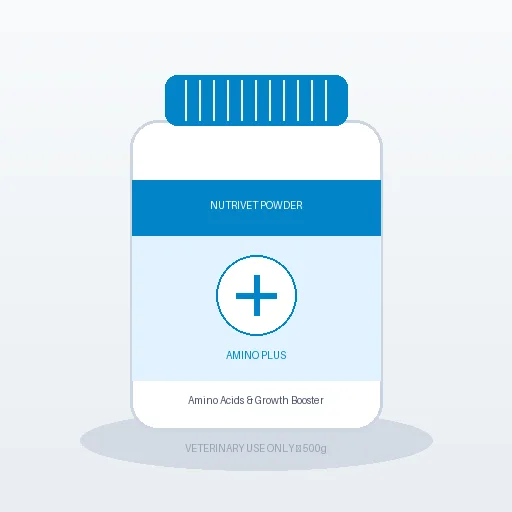 NUTRIVET POWDER
AMINO PLUS
Amino Acids & Growth Booster
VETERINARY USE ONLY 500g